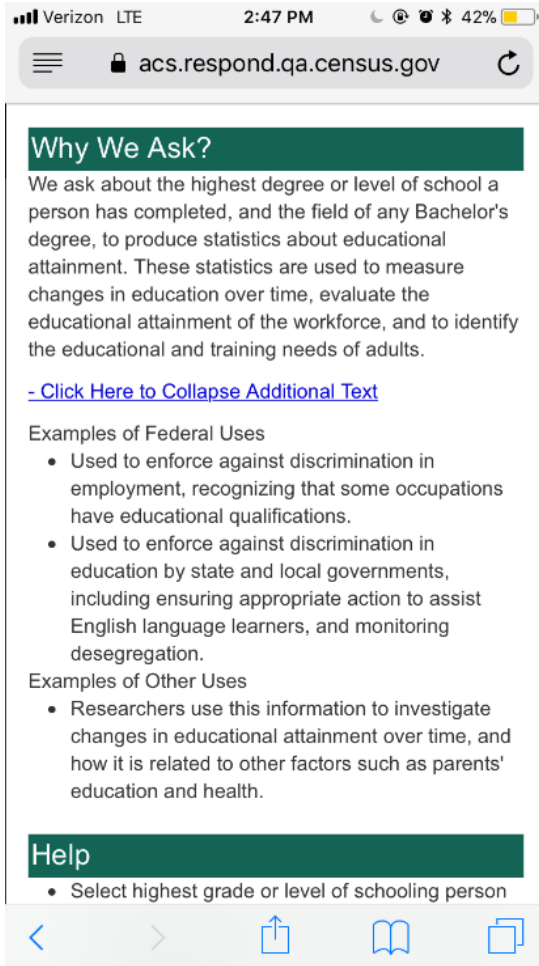 Verizon LTE 2:47 PM 42%
acs.respond.qa.census.gov
Why We Ask?
We ask about the highest degree or level of school a
person has completed, and the field of any Bachelor's
degree, to produce statistics about educational
attainment. These statistics are used to measure
changes in education over time, evaluate the
educational attainment of the workforce, and to identify
the educational and training needs of adults.
- Click Here to Collapse Additional Text
Examples of Federal Uses
• Used to enforce against discrimination in
employment, recognizing that some occupations
have educational qualifications.
• Used to enforce against discrimination in
education by state and local governments,
including ensuring appropriate action to assist
English language learners, and monitoring
desegregation.
Examples of Other Uses
• Researchers use this information to investigate
changes in educational attainment over time, and
how it is related to other factors such as parents'
education and health.
Help
• Select highest grade or level of schooling person